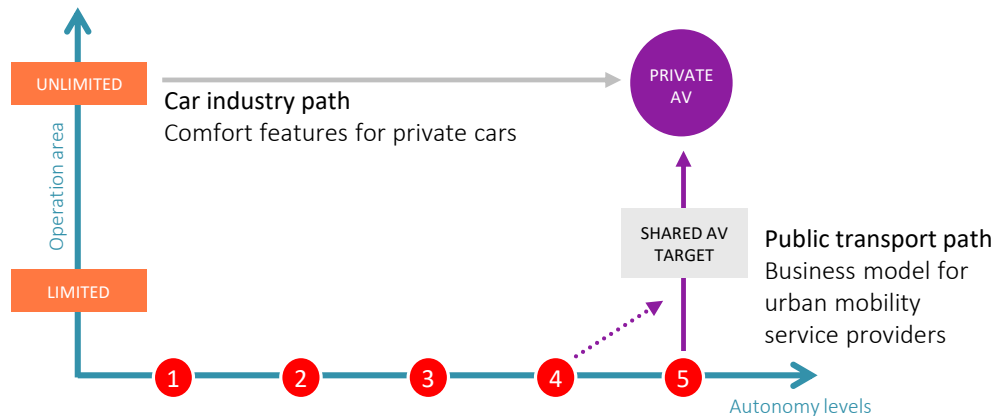 UNLIMITED
Car industry path
Comfort features for private cars
PRIVATE
AV
Operation area
SHARED AV
TARGET
Public transport path
Business model for
urban mobility
service providers
LIMITED
1
2
3
4
5
Autonomy levels